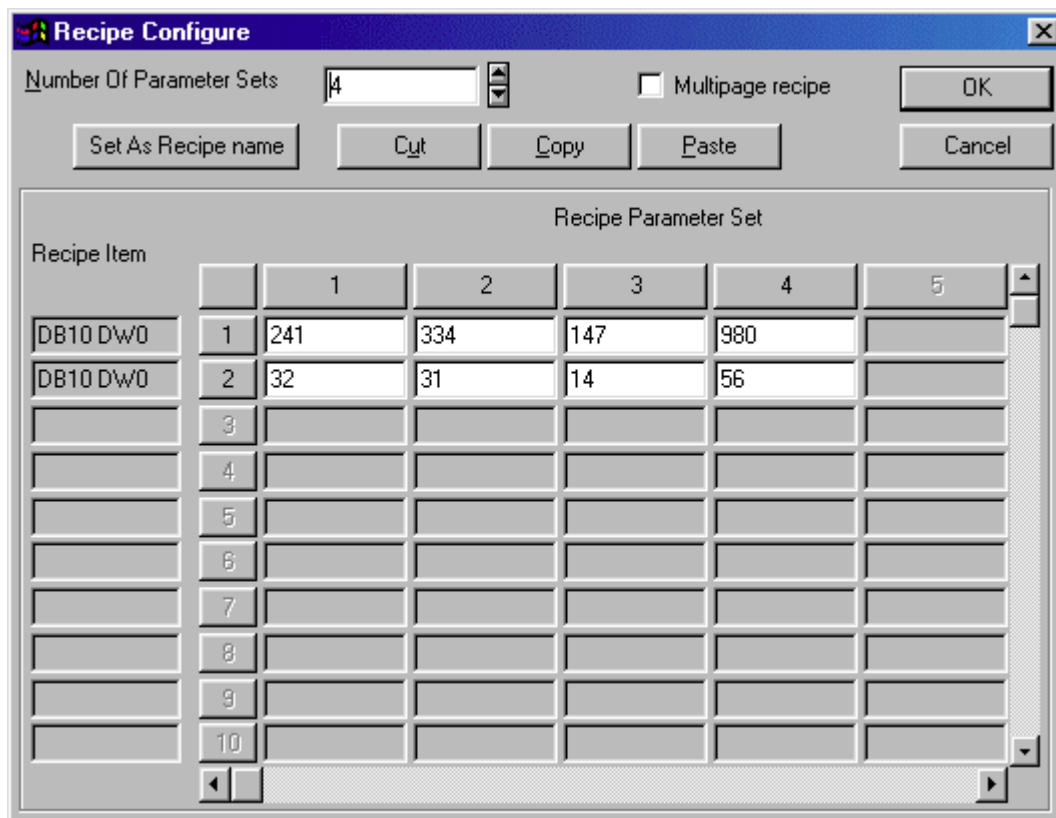 Recipe Configure
Number Of Parameter Sets 4 Multipage recipe OK
Set As Recipe name Cut Copy Paste Cancel
Recipe Parameter Set
Recipe Item
1 2 3 4 5
DB10 DW0 1 241 334 147 980
DB10 DW0 2 32 31 14 56
3
4
5
6
7
8
9
10